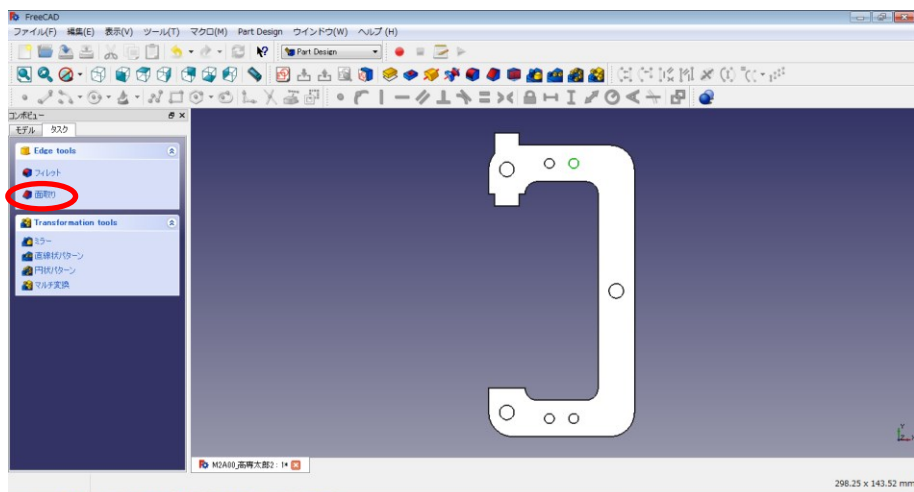 FreeCAD
ファイル(F) 編集(E) 表示(V) ツール(T) マクロ(M) Part Design ウインドウ(W) ヘルプ(H)
Part Design
コンボビュー
モデル タスク
Edge tools
フィレット
面取り
Transformation tools
ミラー
直線状パターン
円状パターン
マルチ変換
M2A00_高専太郎2 : 1*
298.25 x 143.52 mm